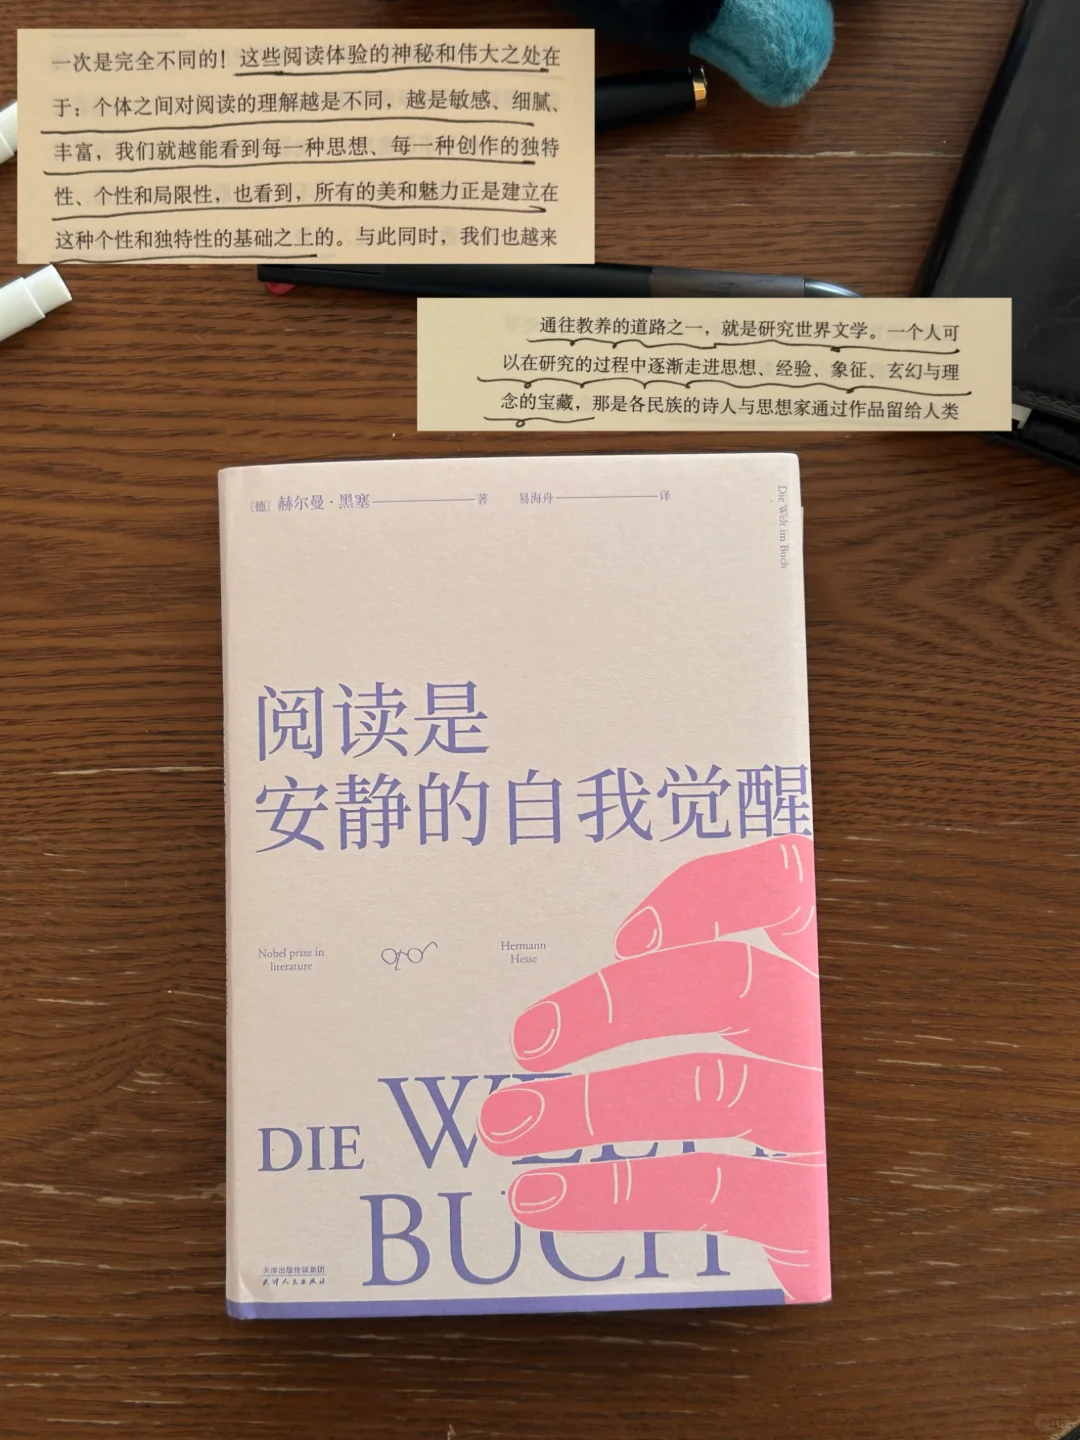 一次是完全不同的！这些阅读体验的神秘和伟大之处在
于：个体之间对阅读的理解越是不同，越是敏感、细腻、
丰富，我们就越能看到每一种思想、每一种创作的独特
性、个性和局限性，也看到，所有的美和魅力正是建立在
这种个性和独特性的基础之上的。与此同时，我们也越来
通往教养的道路之一，就是研究世界文学。一个人可
以在研究的过程中逐渐走进思想、经验、象征、玄幻与理
念的宝藏，那是各民族的诗人与思想家通过作品留给人类
〔德〕赫尔曼·黑塞 著 易海舟 译
Die Welt im Buch
阅读是
安静的自我觉醒
Nobel prize in
literature
Hermann
Hesse
DIE
BUCH
天津出版传媒集团
天津人民出版社
小红书